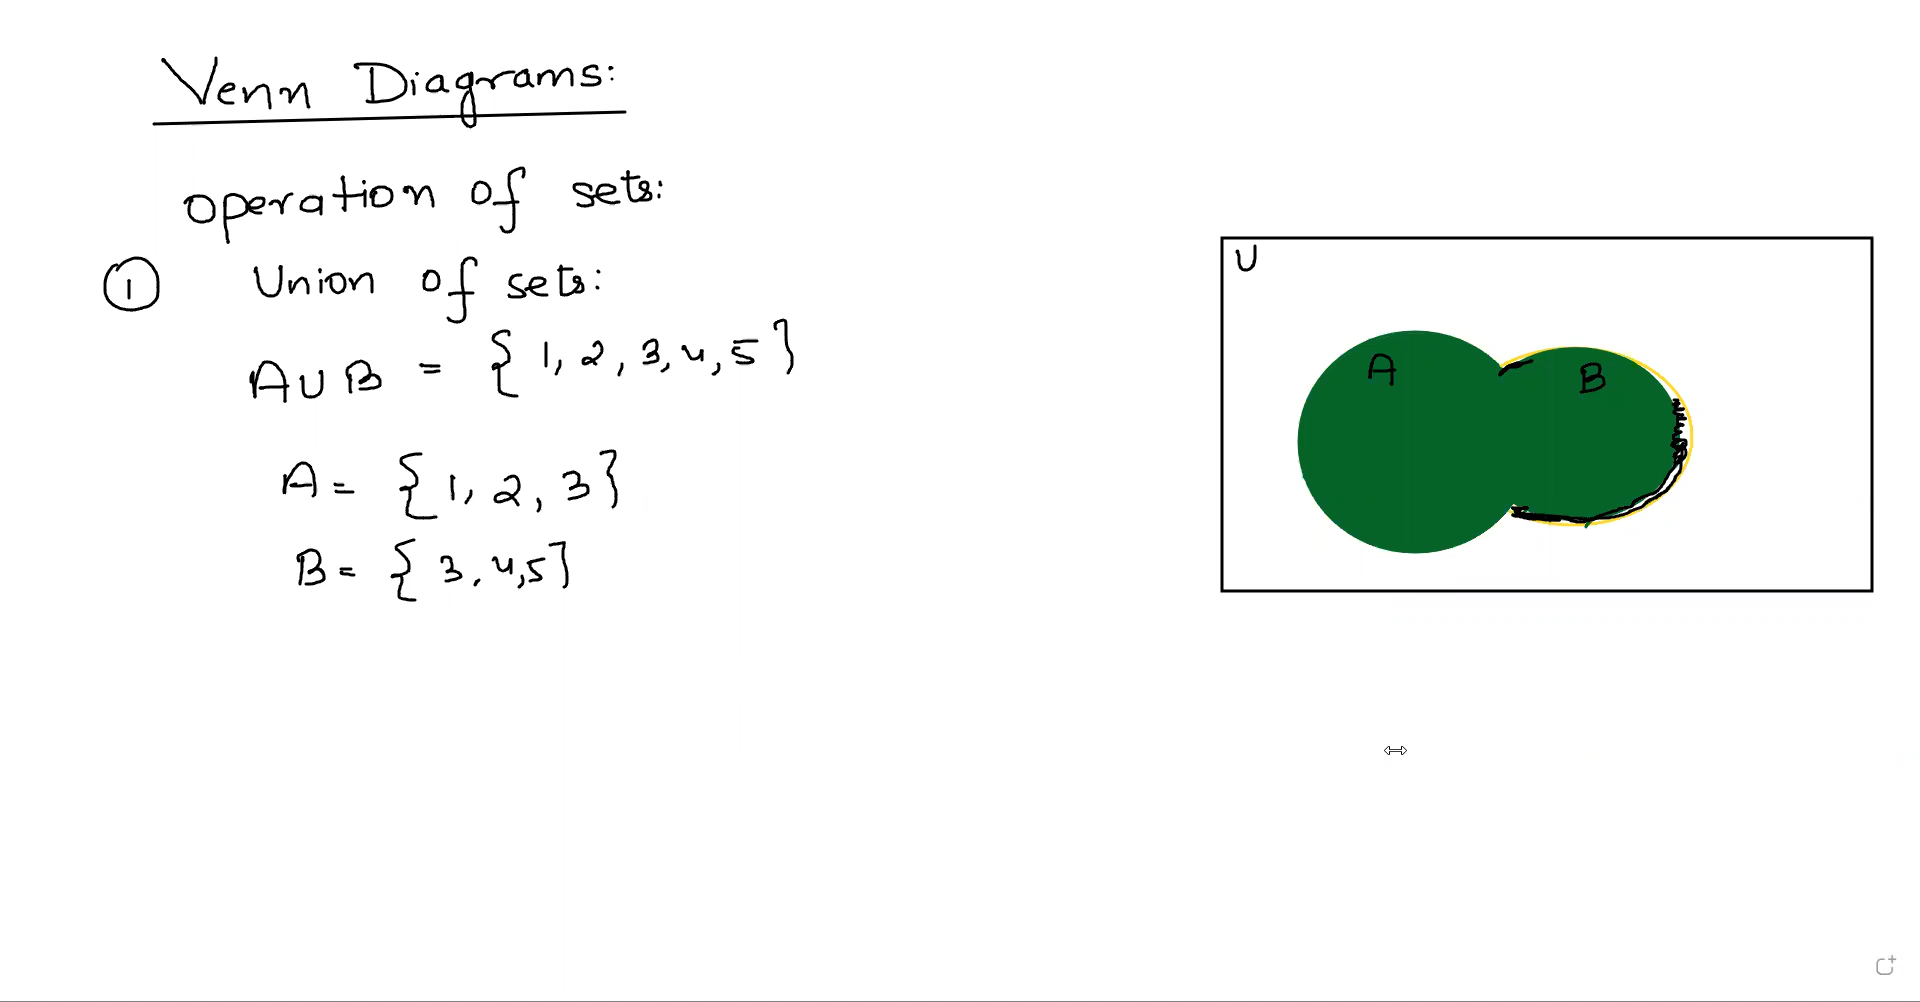 Venn Diagrams:
operation of sets:
① Union of sets:
A∪B = {1, 2, 3, 4, 5}
A = {1, 2, 3}
B = {3, 4, 5}
U
A
B